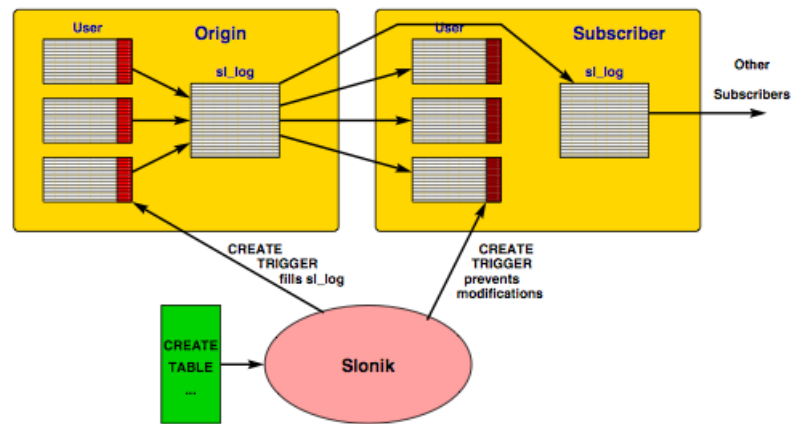 User
Origin
sl_log
User
Subscriber
sl_log
Other
Subscribers
CREATE
TRIGGER
fills sl_log
CREATE
TRIGGER
prevents
modifications
CREATE
TABLE
...
Slonik